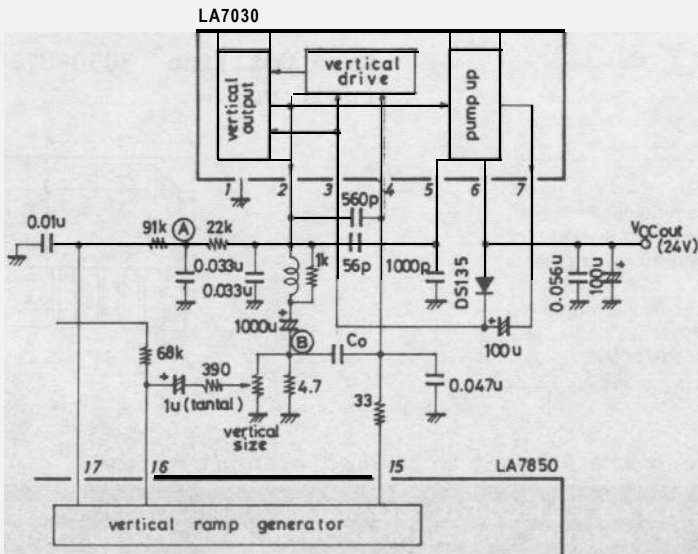 LA7030
vertical output
vertical drive
pump up
1 2 3 4 5 6 7
560p
0.01u
91k
A
22k
VCC out
(24V)
0.033u
0.033u
1k
56p
1000p
DS135
0.056u
100u
+
1000u
+
B
Co
+
100u
68k
+
390
1u (tantal)
4.7
vertical size
33
0.047u
17 16 15
LA7850
vertical ramp generator